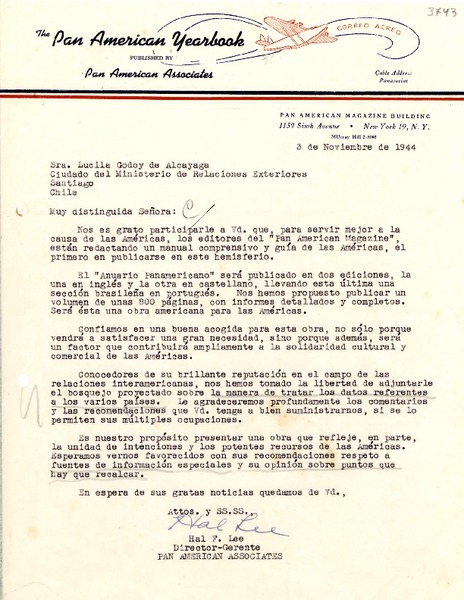 3743
The Pan American Yearbook
CORREO AEREO
PUBLISHED BY
Pan American Associates
Cable Address
Panassociat
PAN AMERICAN MAGAZINE BUILDING
1150 Sixth Avenue • New York 19, N. Y.
3 de Noviembre de 1944
Sra. Lucila Godoy de Alcayaga
Ciudado del Ministerio de Relaciones Exteriores
Santiago
Chile
Muy distinguida Señora:
Nos es grato participarle a Vd. que, para servir mejor a la
causa de las Américas, los editores del "Pan American Magazine",
están redactando un manual comprensivo y guía de las Américas, el
primero en publicarse en este hemisferio.
El "Anuario Panamericano" será publicado en dos ediciones, la
una en inglés y la otra en castellano, llevando esta última una
sección brasileña en portugués. Nos hemos propuesto publicar un
volumen de unas 800 páginas, con informes detallados y completos.
Será ésta una obra americana para las Américas.
Confiamos en una buena acogida para esta obra, no sólo porque
vendrá a satisfacer una gran necesidad, sino porque además, será
un factor que contribuirá ampliamente a la solidaridad cultural y
comercial de las Américas.
Conocedores de su brillante reputación en el campo de las
relaciones interamericanas, nos hemos tomado la libertad de adjuntarle
el bosquejo proyectado sobre la manera de tratar los datos referentes
a los varios países. Le agradeceremos profundamente los comentarios
y las recomendaciones que Vd. tenga a bien suministrarnos, si se lo
permiten sus múltiples ocupaciones.
Es nuestro propósito presentar una obra que refleje, en parte,
la unidad de intenciones y los potentes recursos de las Américas.
Esperamos vernos favorecidos con sus recomendaciones respeto a
fuentes de información especiales y su opinión sobre puntos que
hay que recalcar.
En espera de sus gratas noticias quedamos de Vd.,
Attos. y SS.SS.,
Hal Lee
Hal F. Lee
Director-Gerente
PAN AMERICAN ASSOCIATES